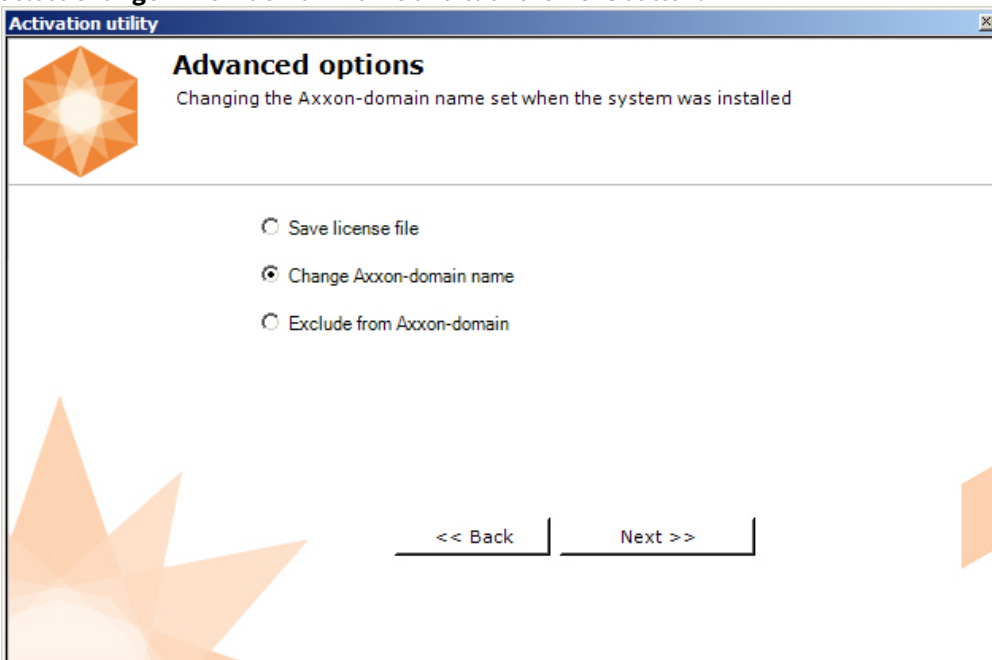 Activation utility
Advanced options
Changing the Axxon-domain name set when the system was installed
Save license file
Change Axxon-domain name
Exclude from Axxon-domain
<< Back
Next >>